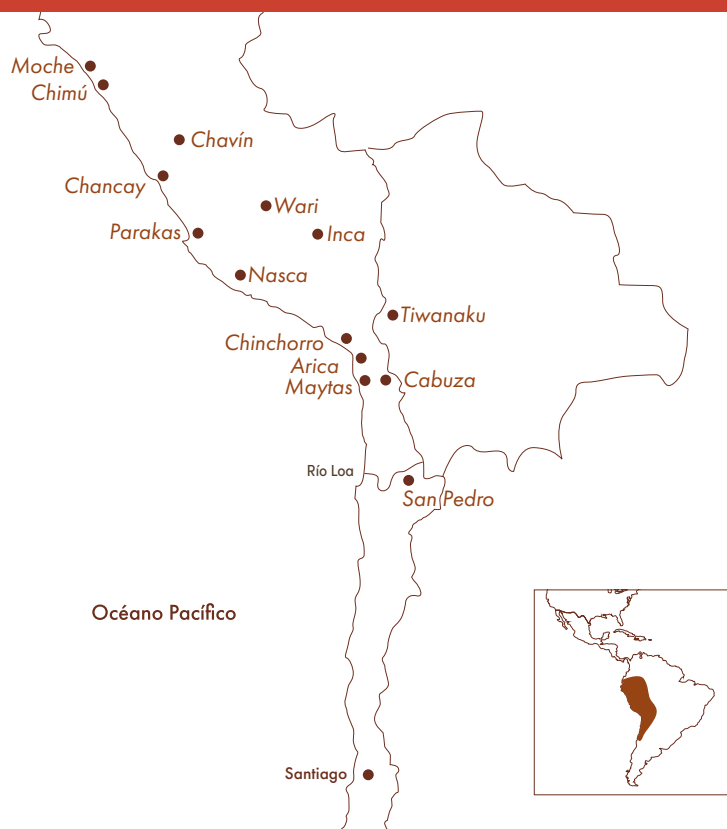 Moche
Chimú
Chavín
Chancay
Wari
Parakas
Inca
Nasca
Tiwanaku
Chinchorro
Arica
Maytas
Cabuza
Río Loa
San Pedro
Océano Pacífico
Santiago